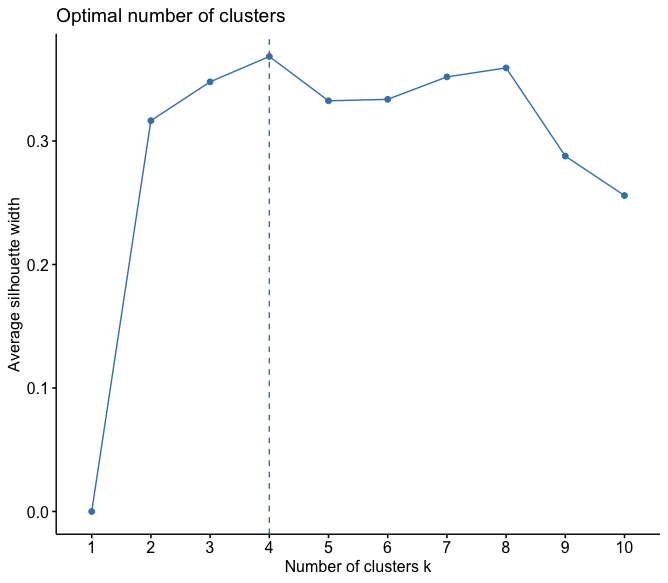 Optimal number of clusters
Average silhouette width
0.3
0.2
0.1
0.0
1 2 3 4 5 6 7 8 9 10
Number of clusters k